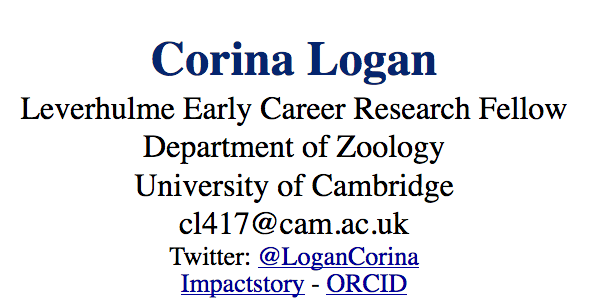 Corina Logan
Leverhulme Early Career Research Fellow
Department of Zoology
University of Cambridge
cl417@cam.ac.uk
Twitter: @LoganCorina
Impactstory - ORCID